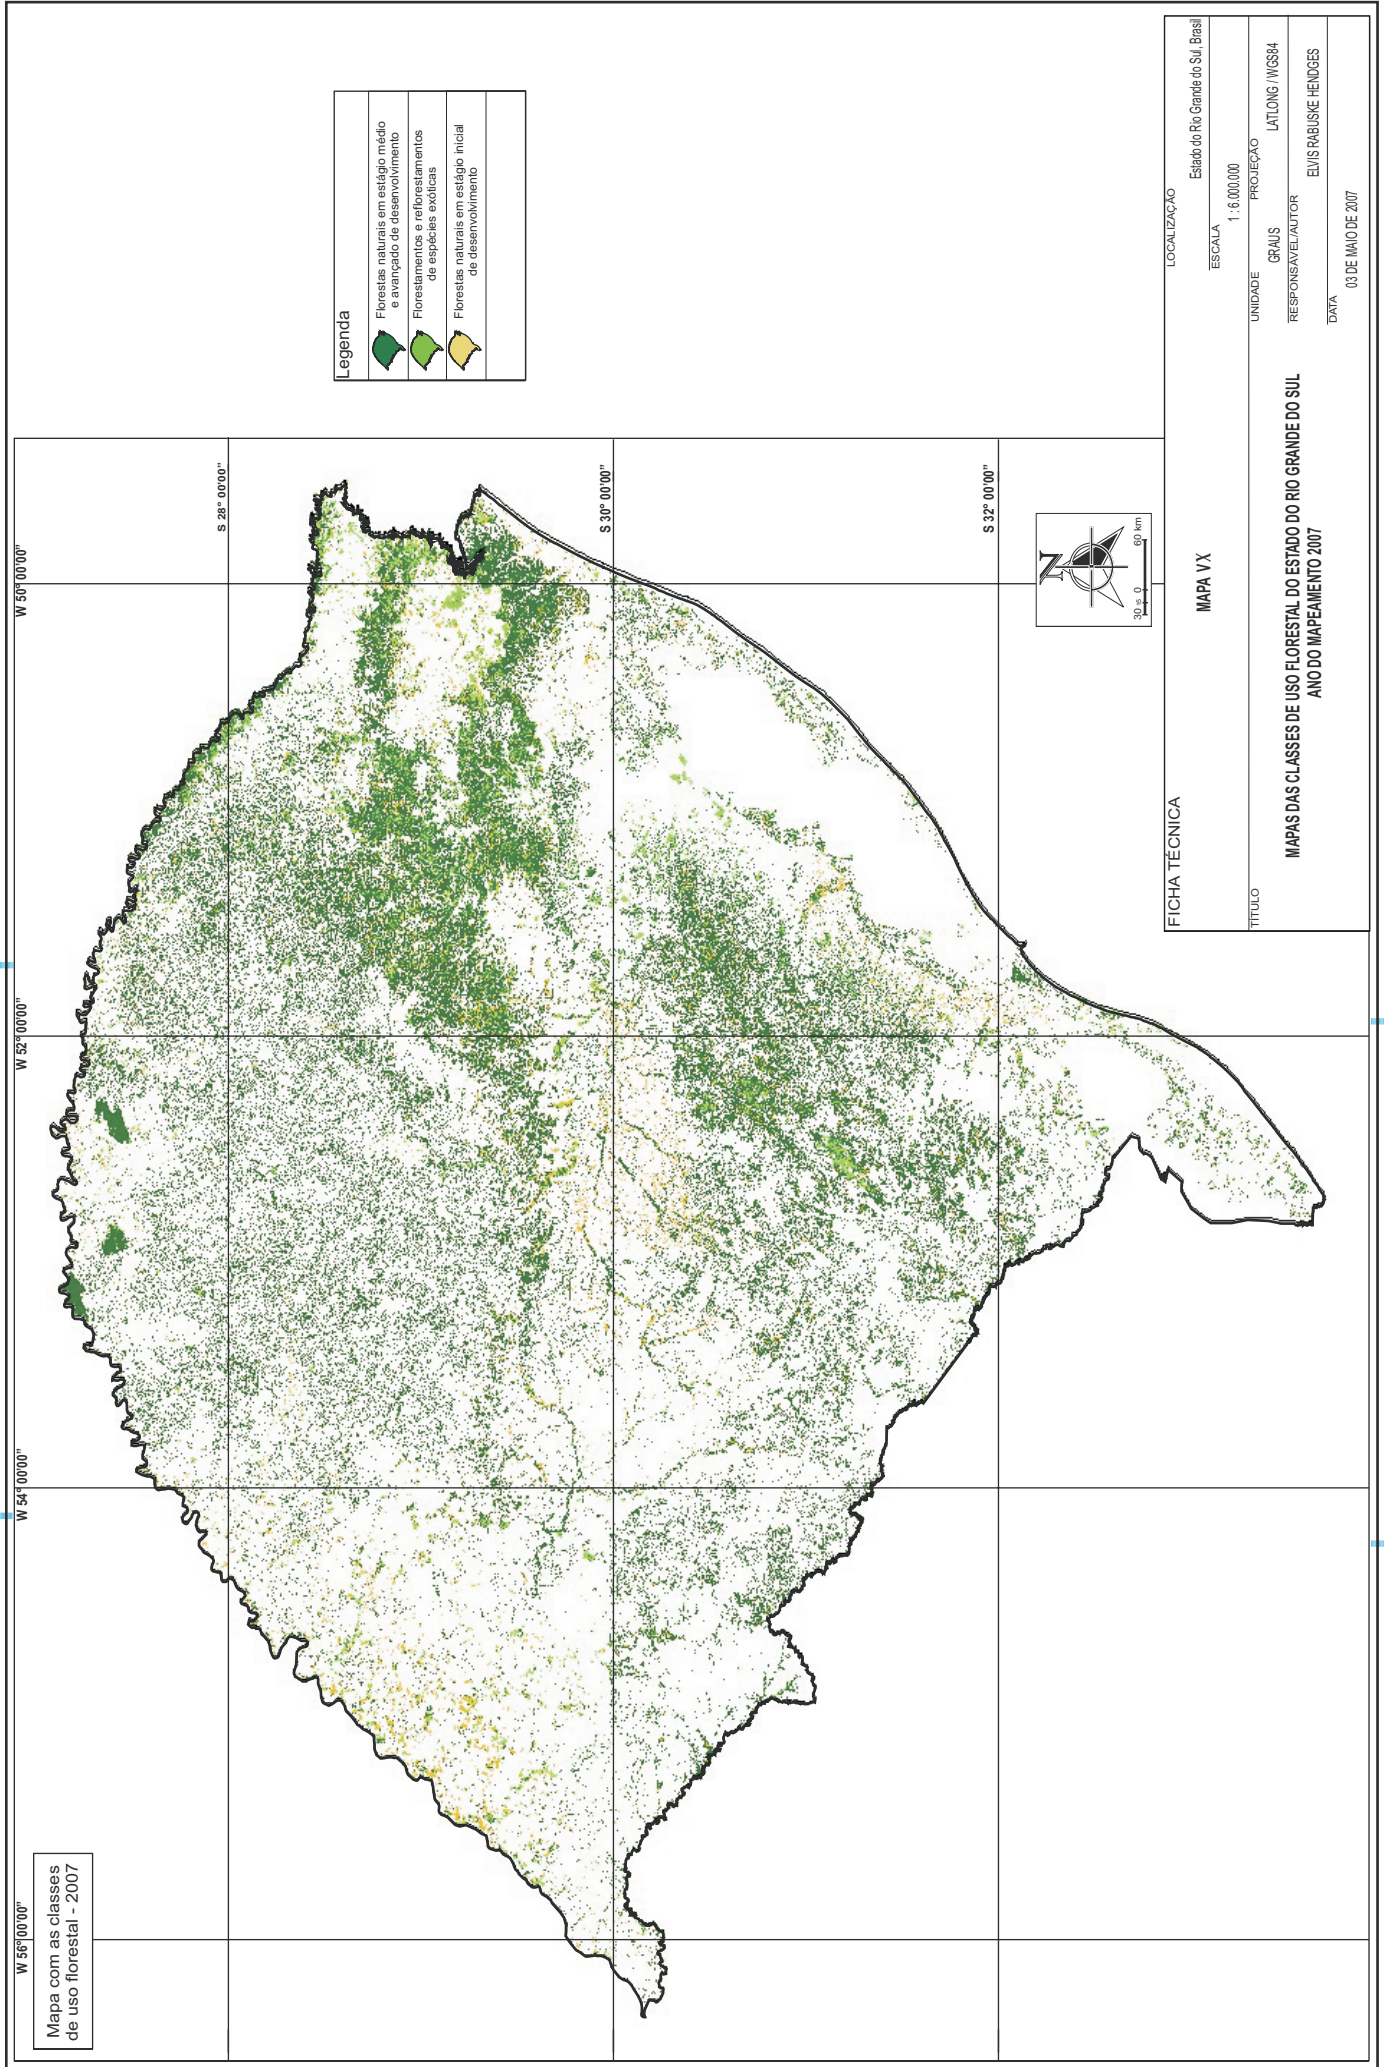 Mapa com as classes
de uso florestal - 2007
W 56° 00'00"
W 54° 00'00"
W 52° 00'00"
W 50° 00'00"
S 28° 00'00"
S 30° 00'00"
S 32° 00'00"
Legenda
Florestas naturais em estágio médio
e avançado de desenvolvimento
Florestamentos e reflorestamentos
de espécies exóticas
Florestas naturais em estágio inicial
de desenvolvimento
N
30 15 0 60 km
FICHA TÉCNICA
MAPA VX
LOCALIZAÇÃO
Estado do Rio Grande do Sul, Brasil
ESCALA
1 : 6.000.000
TÍTULO
MAPAS DAS CLASSES DE USO FLORESTAL DO ESTADO DO RIO GRANDE DO SUL
ANO DO MAPEAMENTO 2007
UNIDADE
GRAUS
PROJEÇÃO
LATLONG / WGS84
RESPONSÁVEL/AUTOR
ELVIS RABUSKE HENDGES
DATA
03 DE MAIO DE 2007